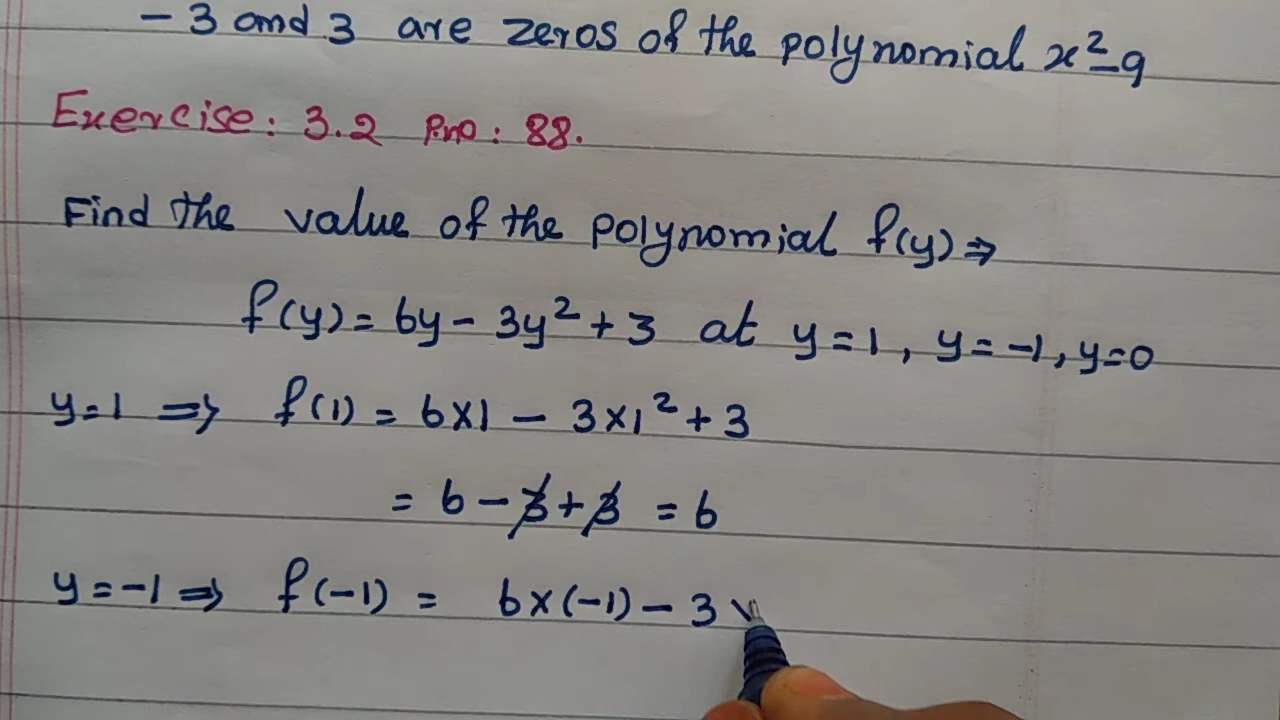 -3 and 3 are zeros of the polynomial x²-9
Exercise: 3.2 P.no: 88.
Find the value of the polynomial f(y) ⇒
f(y) = 6y - 3y² + 3 at y = 1, y = -1, y = 0
y = 1 ⇒ f(1) = 6×1 - 3×1² + 3
= 6 - 3 + 3 = 6
y = -1 ⇒ f(-1) = 6×(-1) - 3